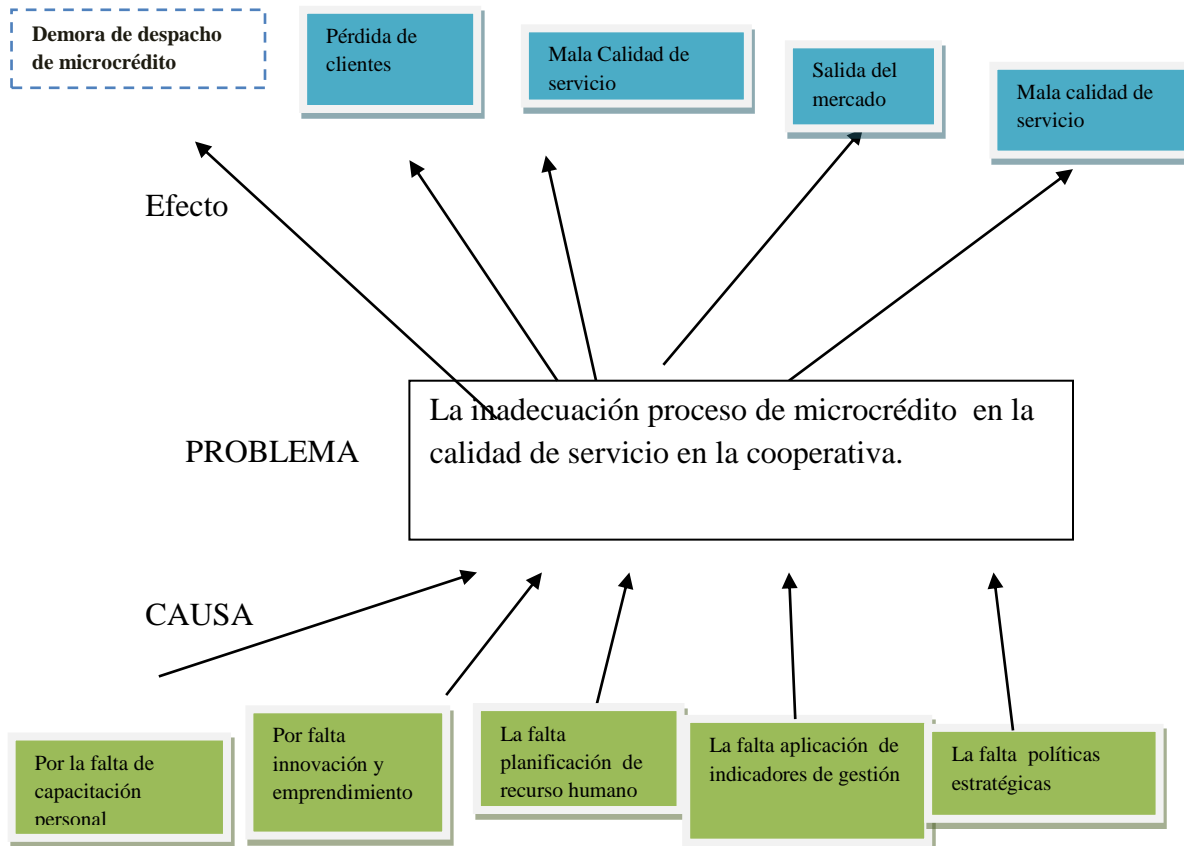 Demora de despacho
de microcrédito
Pérdida de
clientes
Mala Calidad de
servicio
Salida del
mercado
Mala calidad de
servicio
Efecto
PROBLEMA
La inadecuación proceso de microcrédito en la
calidad de servicio en la cooperativa.
CAUSA
Por la falta de
capacitación
personal
Por falta
innovación y
emprendimiento
La falta
planificación de
recurso humano
La falta aplicación de
indicadores de gestión
La falta políticas
estratégicas